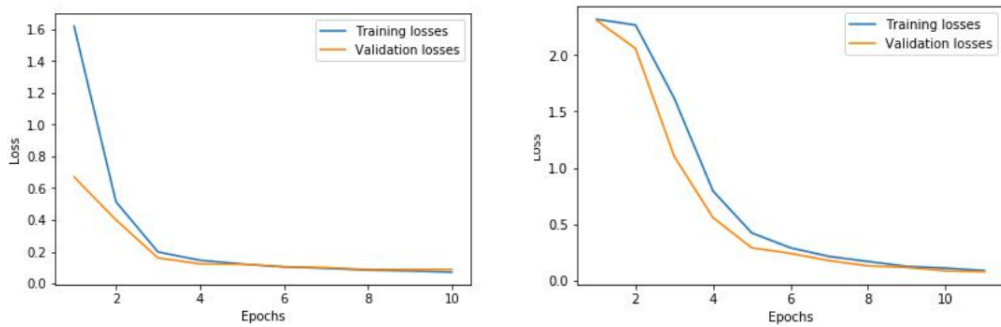 1.6
1.4
1.2
1.0
0.8
0.6
0.4
0.2
0.0
Loss
2 4 6 8 10
Epochs
Training losses
Validation losses
2.0
1.5
1.0
0.5
0.0
Loss
2 4 6 8 10
Epochs
Training losses
Validation losses